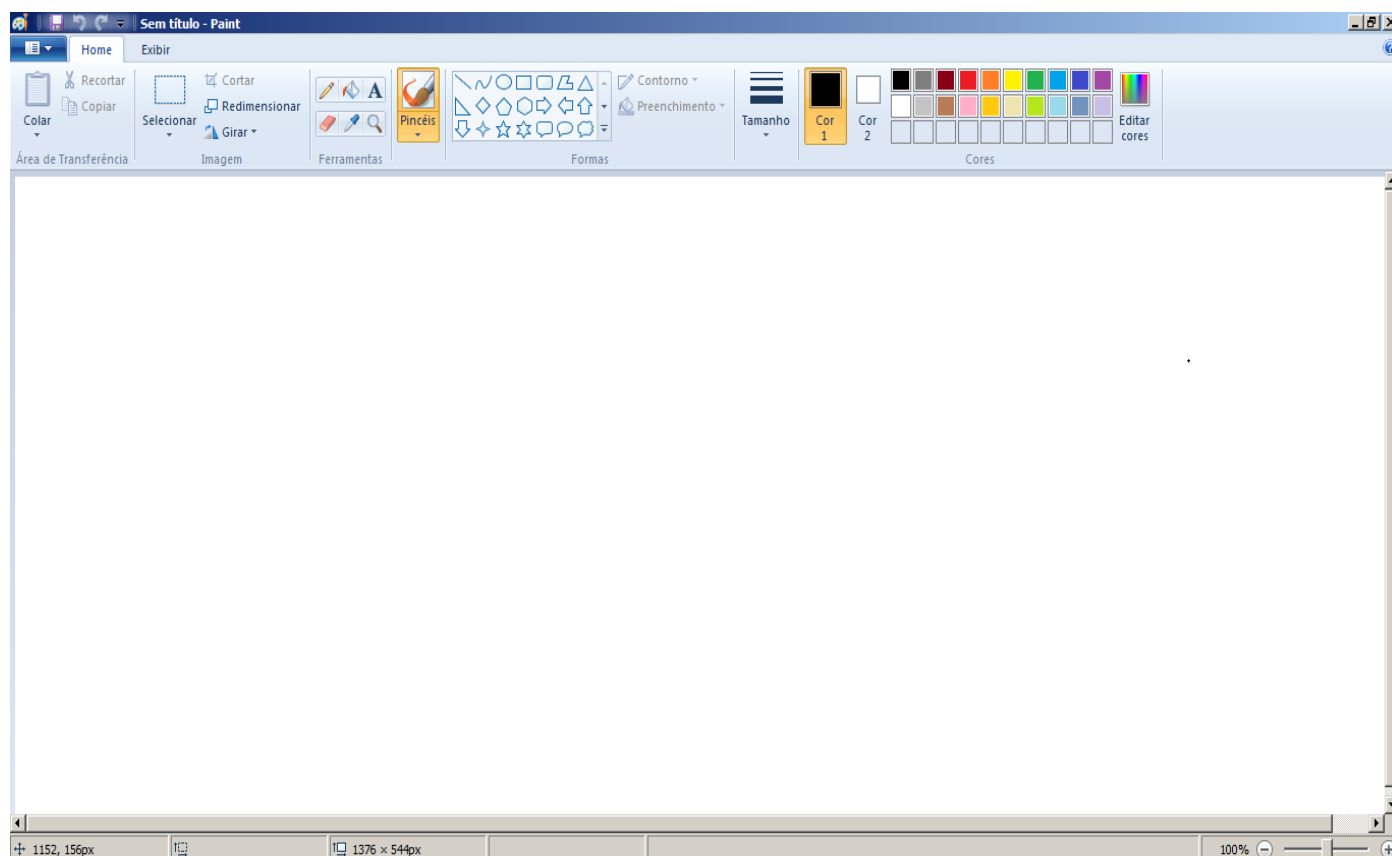 Sem título - Paint
Home Exibir
Colar
Recortar
Copiar
Área de Transferência
Selecionar
Cortar
Redimensionar
Girar
Imagem
A
Ferramentas
Pincéis
Contorno
Preenchimento
Formas
Tamanho
Cor 1
Cor 2
Editar cores
Cores
1152, 156px
1376 × 544px
100%